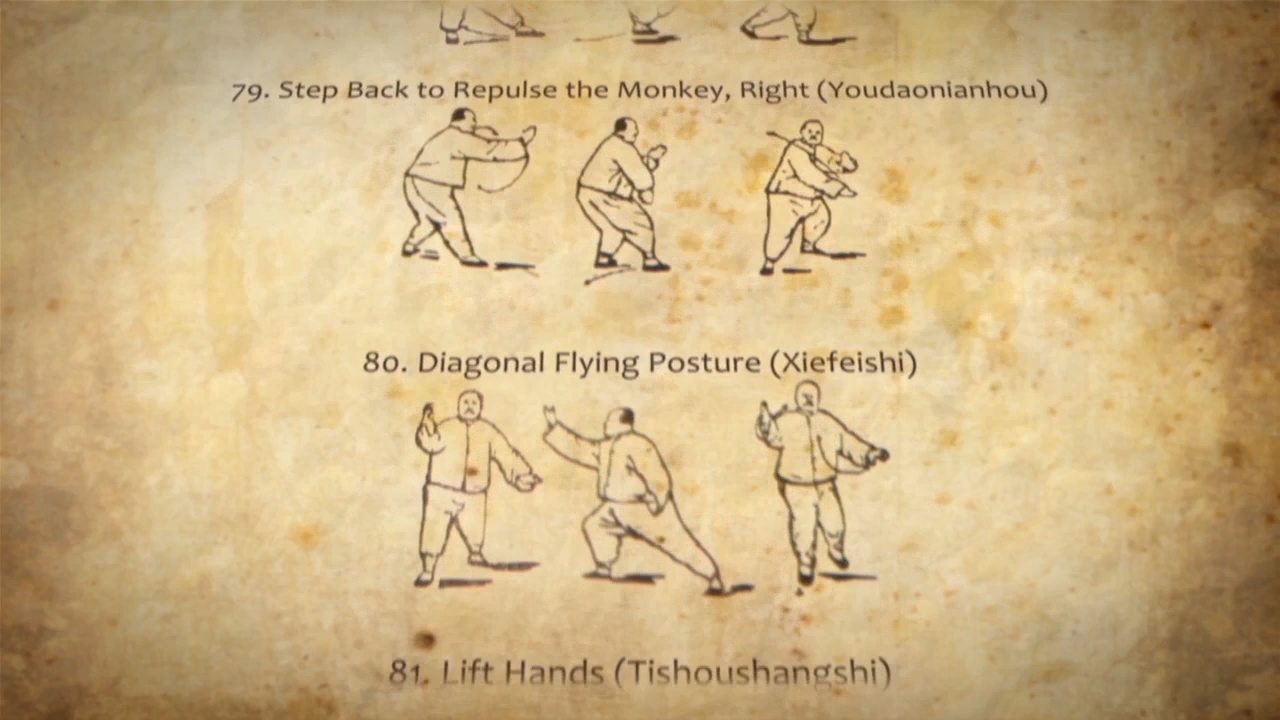 79. Step Back to Repulse the Monkey, Right (Youdaonianhou)
80. Diagonal Flying Posture (Xiefeishi)
81. Lift Hands (Tishoushangshi)